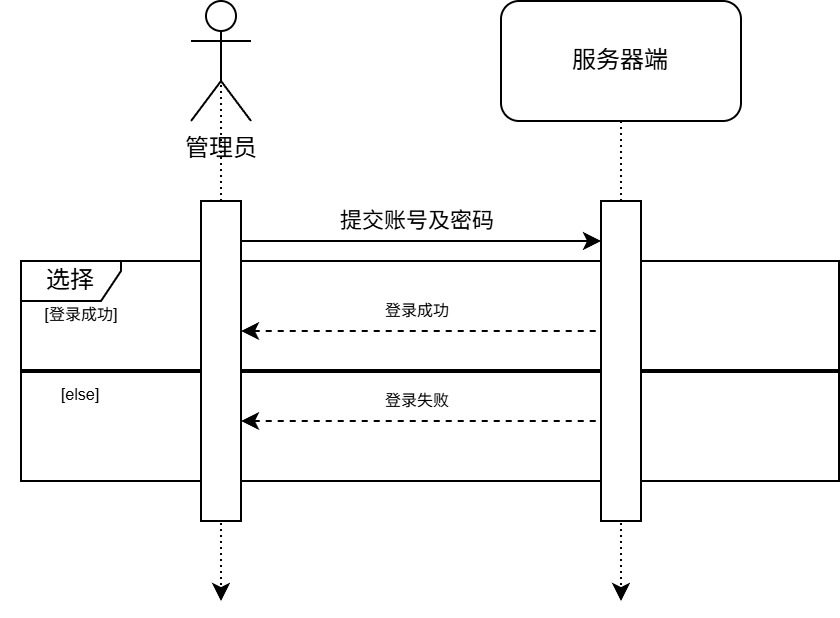 服务器端
管理员
提交账号及密码
选择
[登录成功]
登录成功
[else]
登录失败